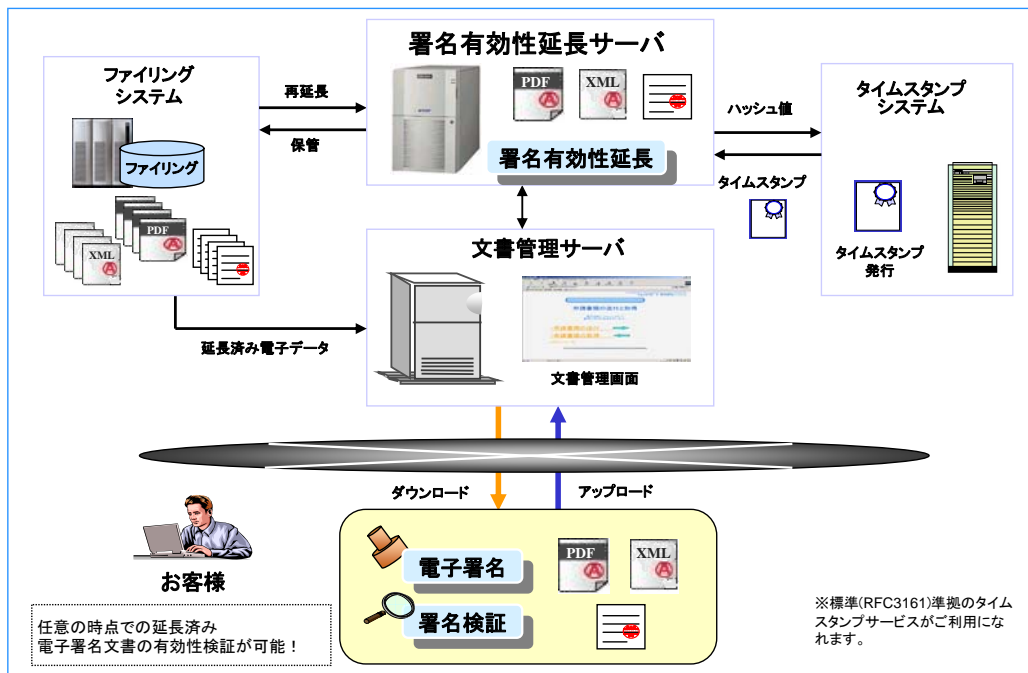 署名有効性延長サーバ
PDF
XML
署名有効性延長
ファイリング
システム
ファイリング
PDF
XML
再延長
保管
ハッシュ値
タイムスタンプ
タイムスタンプ
システム
タイムスタンプ
発行
文書管理サーバ
文書管理画面
延長済み電子データ
ダウンロード
アップロード
お客様
任意の時点での延長済み
電子署名文書の有効性検証が可能！
電子署名
署名検証
PDF
XML
※標準(RFC3161)準拠のタイム
スタンプサービスがご利用にな
れます。